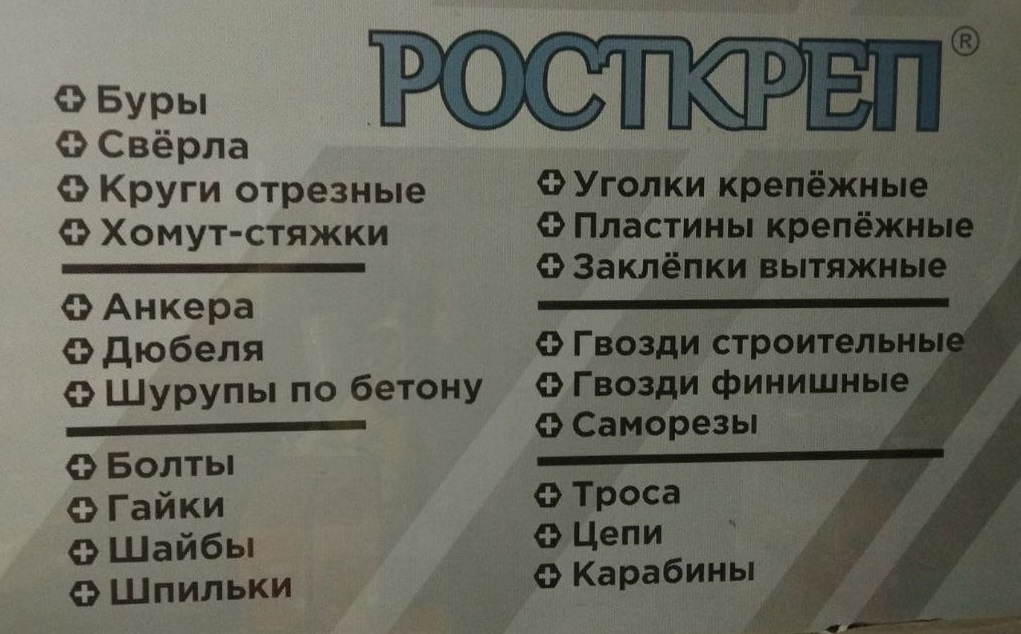 РОСТКРЕП ®
Буры
Свёрла
Круги отрезные
Хомут-стяжки
Анкера
Дюбеля
Шурупы по бетону
Болты
Гайки
Шайбы
Шпильки
Уголки крепёжные
Пластины крепёжные
Заклёпки вытяжные
Гвозди строительные
Гвозди финишные
Саморезы
Троса
Цепи
Карабины